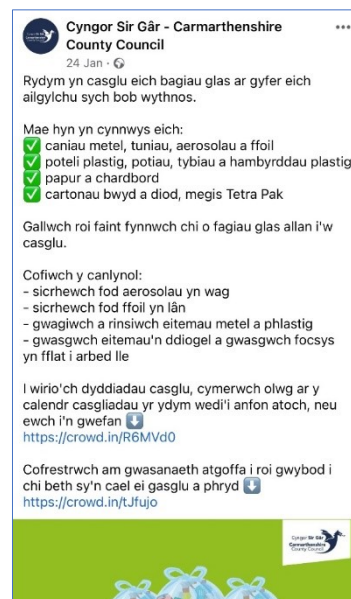 Cyngor Sir Gâr - Carmarthenshire
County Council
24 Jan ·
Rydym yn casglu eich bagiau glas ar gyfer eich
ailgylchu sych bob wythnos.
Mae hyn yn cynnwys eich:
✅ caniau metel, tuniau, aerosolau a ffoil
✅ poteli plastig, potiau, tybiau a hambyrddau plastig
✅ papur a chardbord
✅ cartonau bwyd a diod, megis Tetra Pak
Gallwch roi faint fynnwch chi o fagiau glas allan i'w
casglu.
Cofiwch y canlynol:
- sicrhewch fod aerosolau yn wag
- sicrhewch fod ffoil yn lân
- gwagiwch a rinsiwch eitemau metel a phlastig
- gwasgwch eitemau'n ddiogel a gwasgwch focsys
yn fflat i arbed lle
I wirio'ch dyddiadau casglu, cymerwch olwg ar y
calendr casgliadau yr ydym wedi'i anfon atoch, neu
ewch i'n gwefan ⬇️
https://crowd.in/R6MVd0
Cofrestrwch am gwasanaeth atgoffa i roi gwybod i
chi beth sy'n cael ei gasglu a phryd ⬇️
https://crowd.in/tJfujo
Cyngor Sir Gâr
Carmarthenshire
County Council